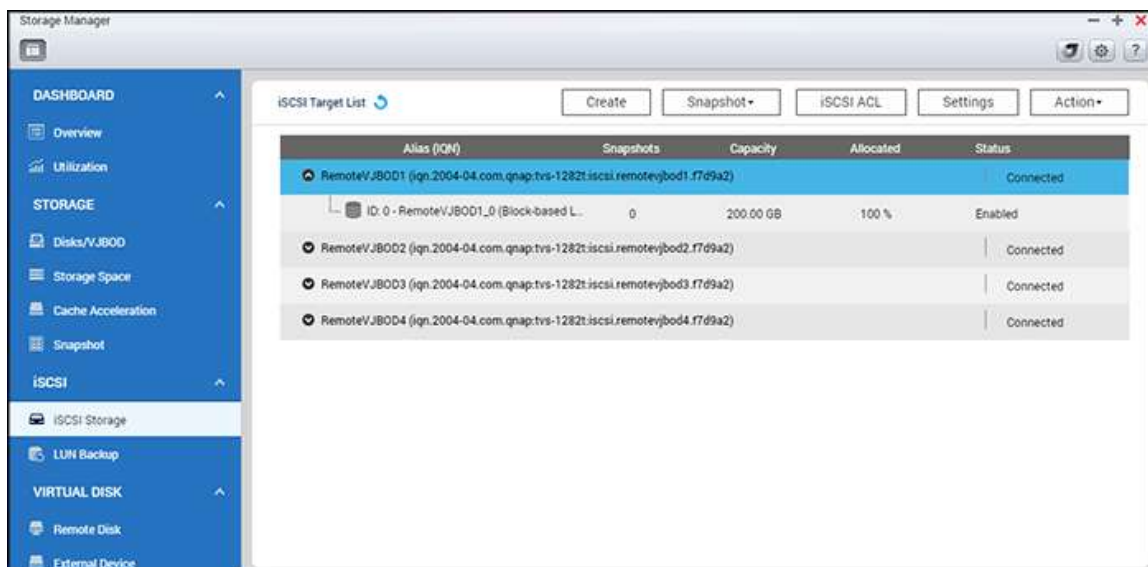 Storage Manager
DASHBOARD
Overview
Utilization
STORAGE
Disks/VJBOD
Storage Space
Cache Acceleration
Snapshot
iSCSI
iSCSI Storage
LUN Backup
VIRTUAL DISK
Remote Disk
External Device
iSCSI Target List Create Snapshot iSCSI ACL Settings Action
Alias (IQN) Snapshots Capacity Allocated Status
RemoteVJBOD1 (iqn.2004-04.com.qnap:tvs-1282t:iscsi.remotevjbod1.f7d9a2) Connected
ID: 0 - RemoteVJBOD1_0 (Block-based L... 0 200.00 GB 100 % Enabled
RemoteVJBOD2 (iqn.2004-04.com.qnap:tvs-1282t:iscsi.remotevjbod2.f7d9a2) Connected
RemoteVJBOD3 (iqn.2004-04.com.qnap:tvs-1282t:iscsi.remotevjbod3.f7d9a2) Connected
RemoteVJBOD4 (iqn.2004-04.com.qnap:tvs-1282t:iscsi.remotevjbod4.f7d9a2) Connected